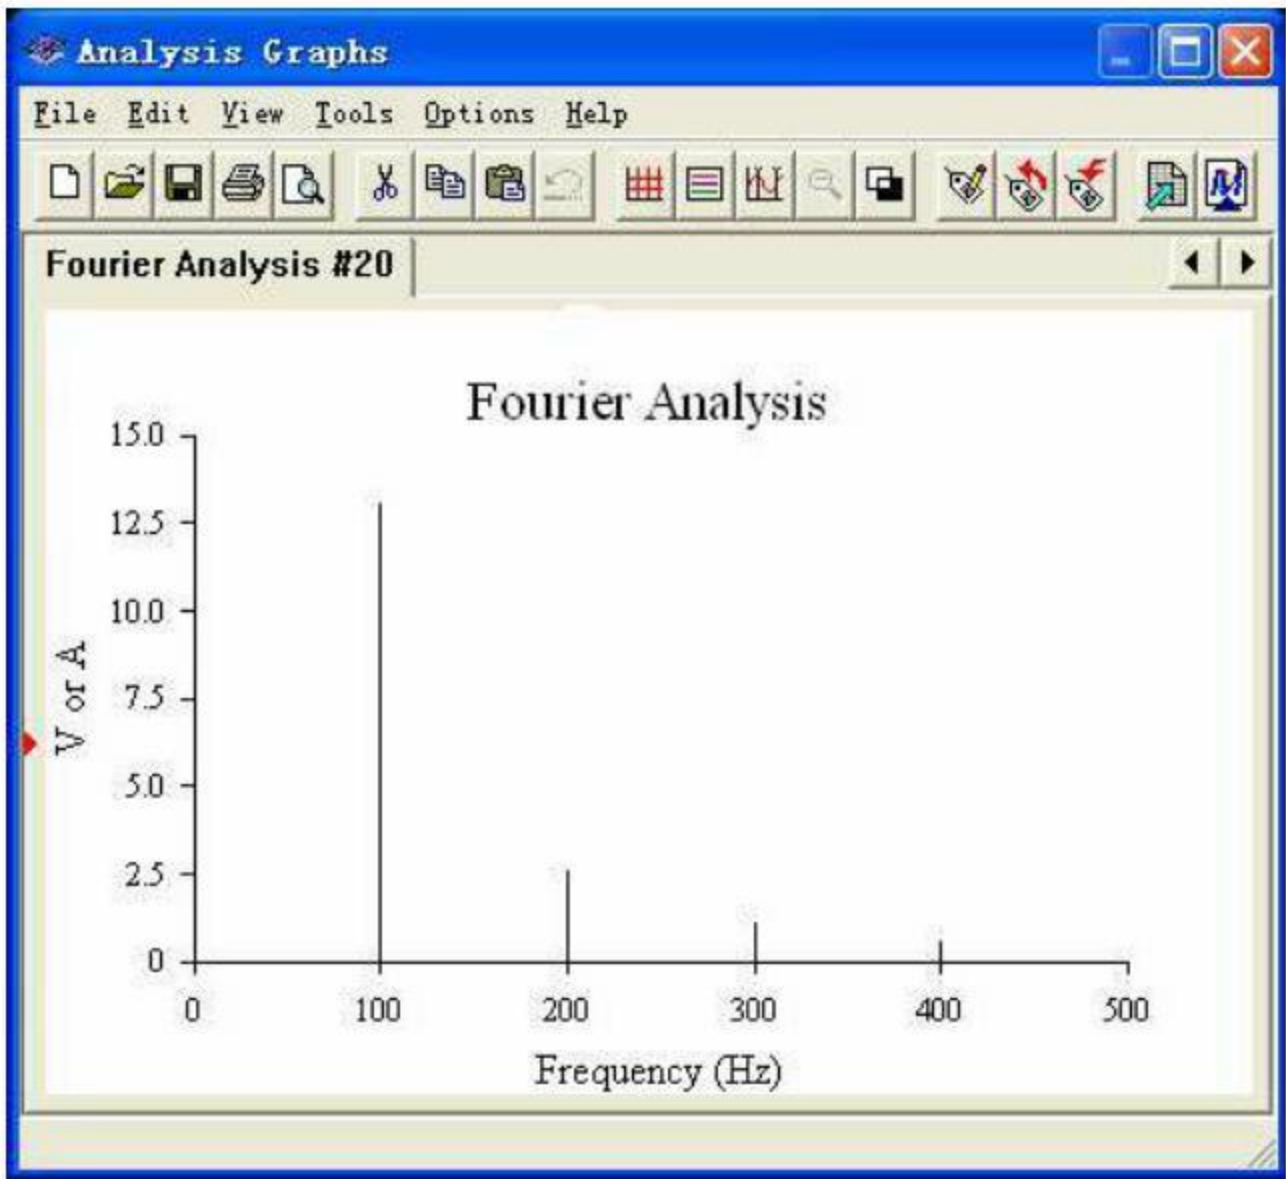 Analysis Graphs
File Edit View Tools Options Help
Fourier Analysis #20
Fourier Analysis
15.0
12.5
10.0
7.5
5.0
2.5
0
V or A
0 100 200 300 400 500
Frequency (Hz)